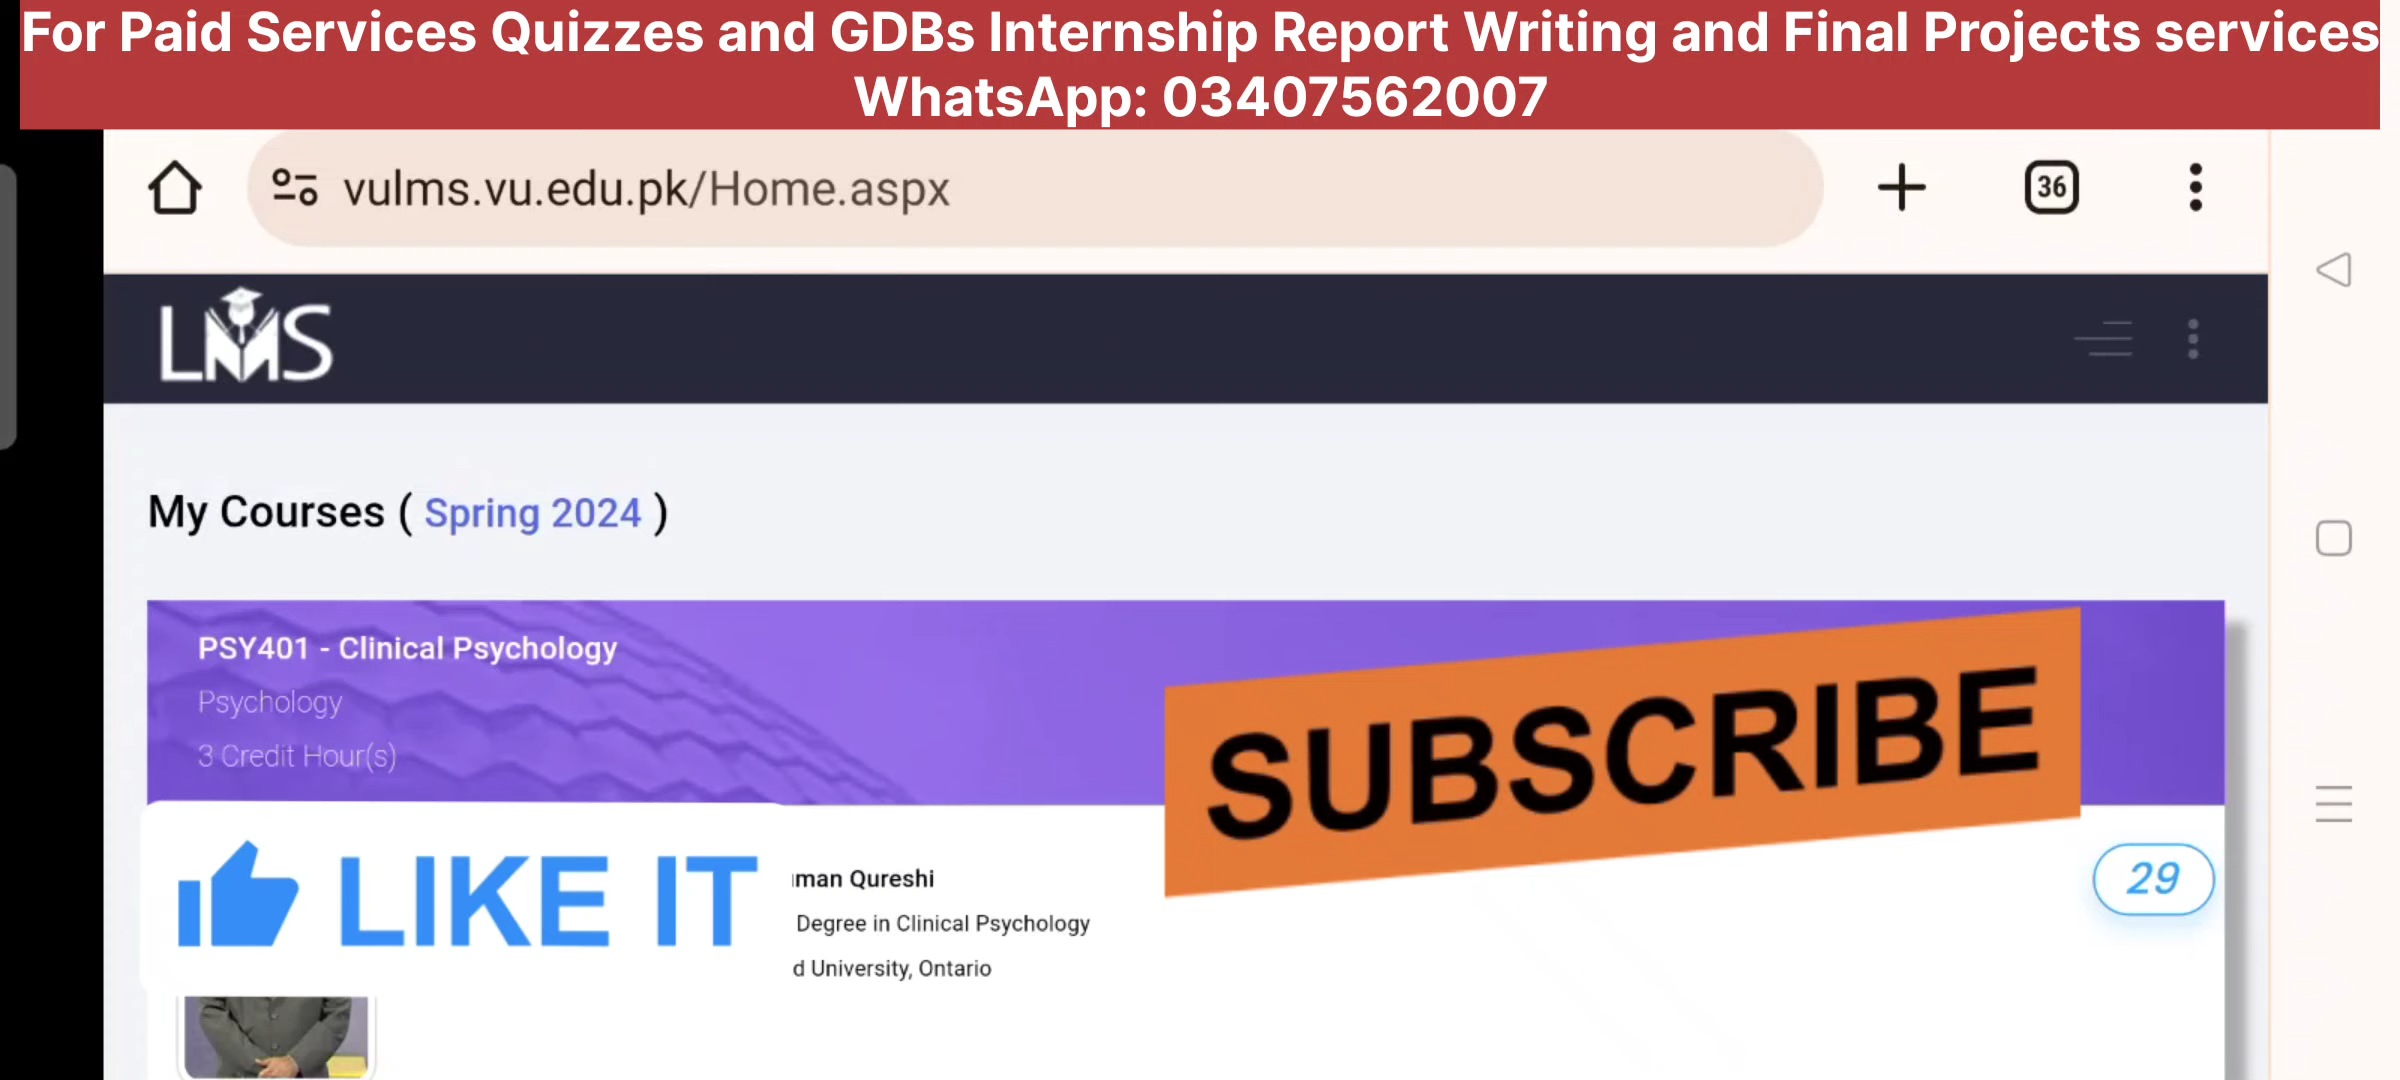 For Paid Services Quizzes and GDBs Internship Report Writing and Final Projects services
WhatsApp: 03407562007
vulms.vu.edu.pk/Home.aspx
36
LMS
My Courses ( Spring 2024 )
PSY401 - Clinical Psychology
Psychology
3 Credit Hour(s)
SUBSCRIBE
LIKE IT
Qureshi
Degree in Clinical Psychology
University, Ontario
29